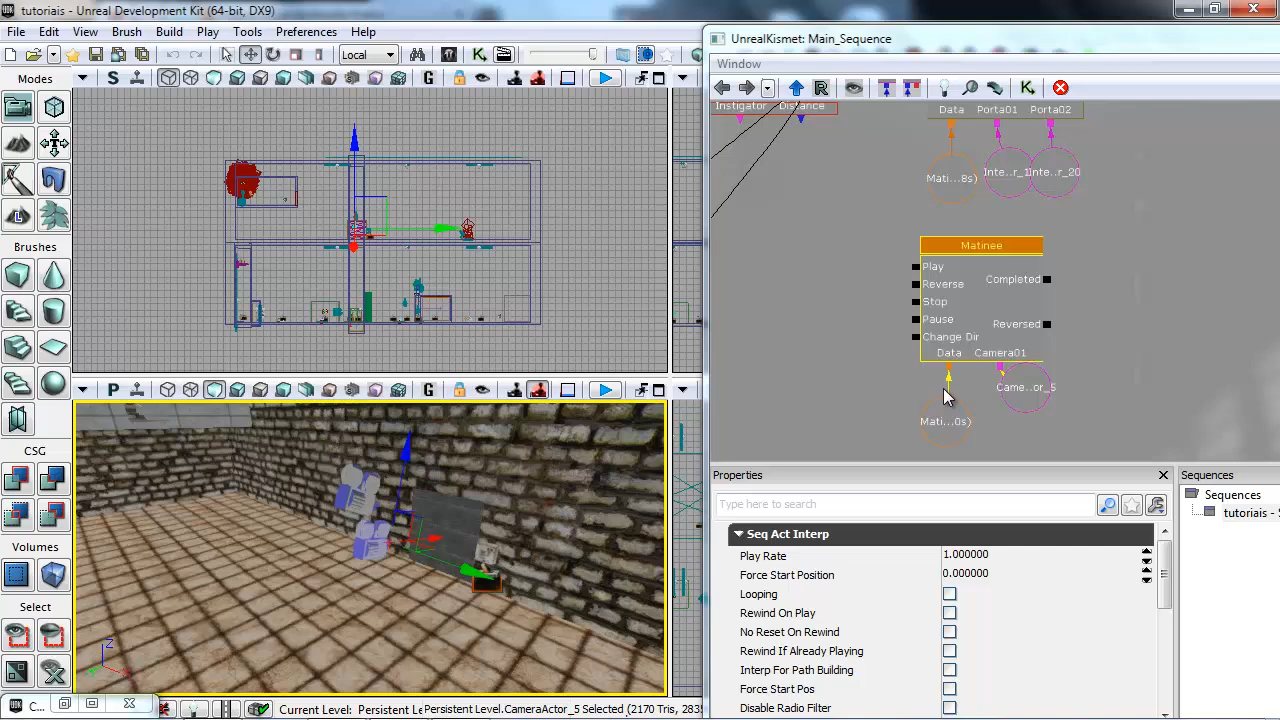 tutoriais - Unreal Development Kit (64-bit, DX9)
File Edit View Brush Build Play Tools Preferences Help
Local
Modes
Brushes
CSG
Volumes
Select
S G
P G
X
Z
C...
Current Level: Persistent Le Persistent Level.CameraActor_5 Selected (2170 Tris, 283
UnrealKismet: Main_Sequence
Window
R
K
Instigator Distance
Data Porta01 Porta02
Mati...8s)
Inte...r_1 Inte...r_20
Matinee
Play
Reverse
Stop
Pause
Change Dir
Completed
Reversed
Data Camera01
Came...or_5
Mati...0s)
Properties
Type here to search
Seq Act Interp
Play Rate 1.000000
Force Start Position 0.000000
Looping
Rewind On Play
No Reset On Rewind
Rewind If Already Playing
Interp For Path Building
Force Start Pos
Disable Radio Filter
Sequences
Sequences
tutoriais - S